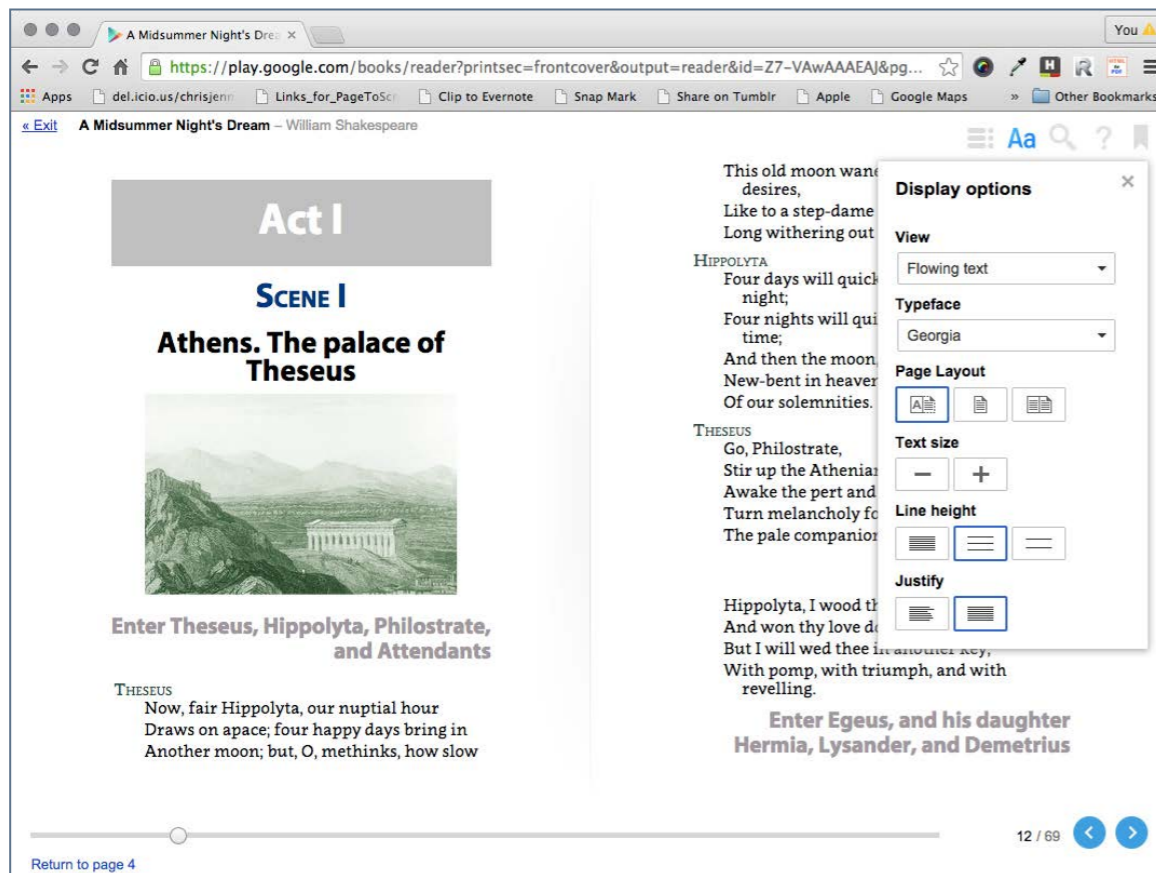 A Midsummer Night's Drea
You
https://play.google.com/books/reader?printsec=frontcover&output=reader&id=Z7-VAwAAAEAJ&pg...
Apps del.icio.us/chrisjenn Links_for_PageToScr Clip to Evernote Snap Mark Share on Tumblr Apple Google Maps » Other Bookmarks
« Exit A Midsummer Night's Dream – William Shakespeare
Aa
Act I
SCENE I
Athens. The palace of
Theseus
Enter Theseus, Hippolyta, Philostrate,
and Attendants
THESEUS
Now, fair Hippolyta, our nuptial hour
Draws on apace; four happy days bring in
Another moon; but, O, methinks, how slow
This old moon wane
desires,
Like to a step-dame
Long withering out
HIPPOLYTA
Four days will quick
night;
Four nights will qui
time;
And then the moon,
New-bent in heaven
Of our solemnities.
THESEUS
Go, Philostrate,
Stir up the Athenian
Awake the pert and
Turn melancholy fo
The pale companion
Hippolyta, I woo'd th
And won thy love do
But I will wed thee in another key,
With pomp, with triumph, and with
revelling.
Enter Egeus, and his daughter
Hermia, Lysander, and Demetrius
Display options
View
Flowing text
Typeface
Georgia
Page Layout
A
Text size
Line height
Justify
12 / 69
Return to page 4